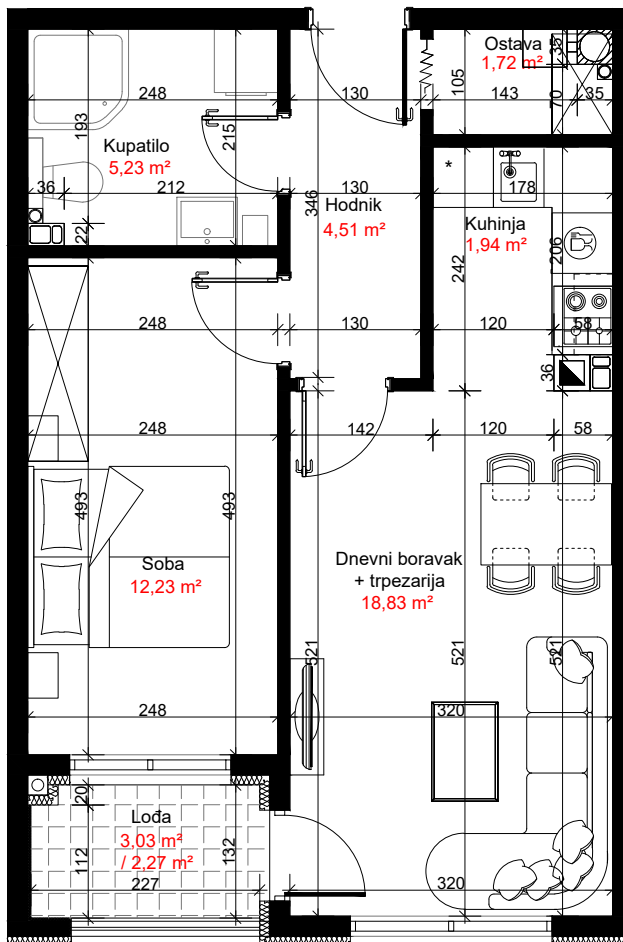 Ostava
1,72 m²
35
248
130
143
35
105
70
193
215
Kupatilo
5,23 m²
*
36
212
130
178
346
Hodnik
4,51 m²
Kuhinja
1,94 m²
22
206
242
248
130
120
58
36
248
142
120
58
493
493
Soba
12,23 m²
Dnevni boravak
+ trpezarija
18,83 m²
521
521
521
248
320
20
Lođa
3,03 m²
/ 2,27 m²
112
132
227
320